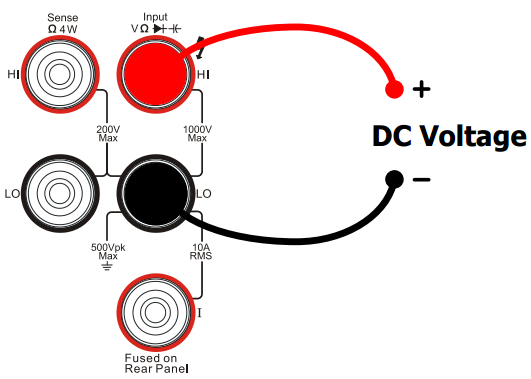 Sense
Ω 4 W
Input
V Ω
HI
HI
+
200V
Max
1000V
Max
DC Voltage
LO
LO
−
500Vpk
Max
10A
RMS
I
Fused on
Rear Panel